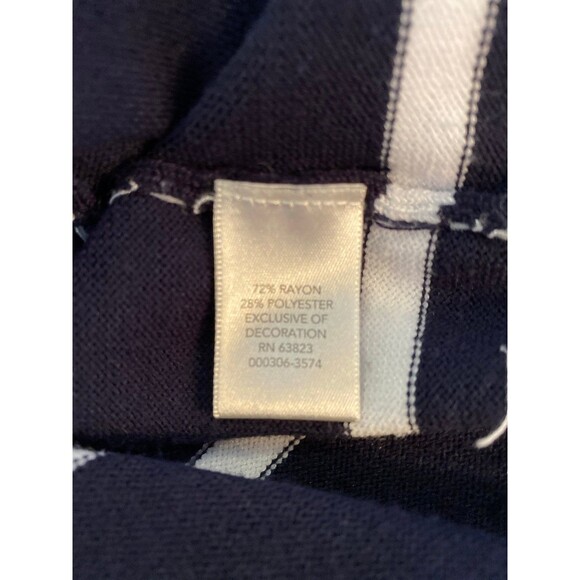 72% RAYON
28% POLYESTER
EXCLUSIVE OF
DECORATION
RN 63823
000306-3574